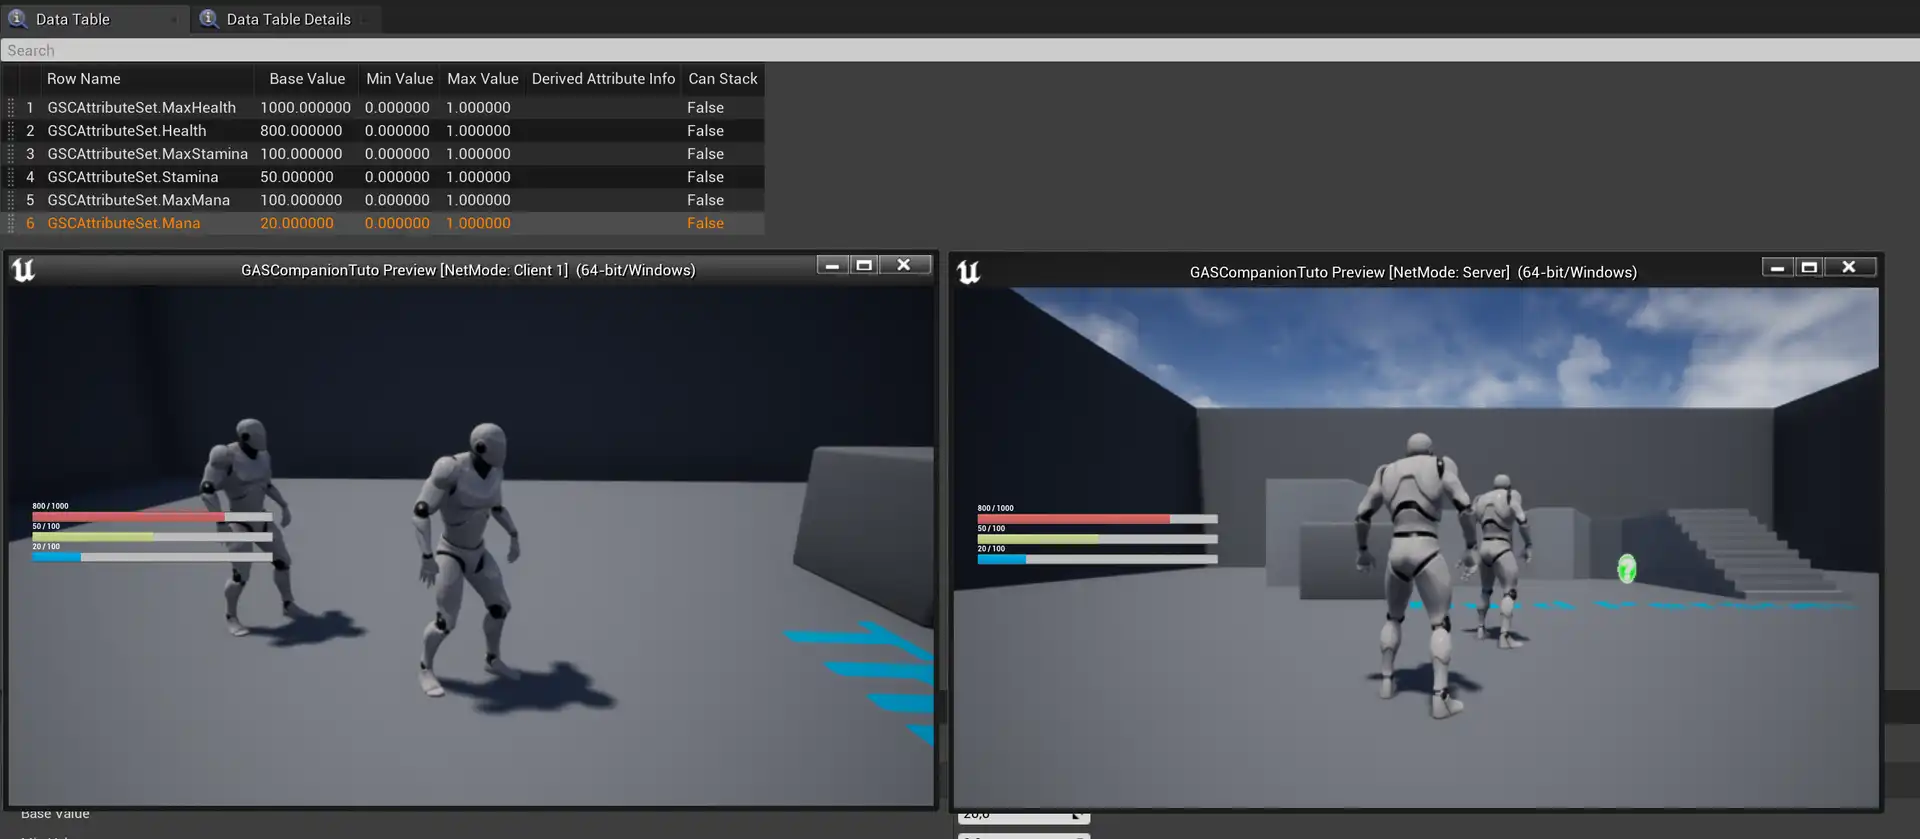 Data Table
Data Table Details
Search
Row Name Base Value Min Value Max Value Derived Attribute Info Can Stack
1 GSCAttributeSet.MaxHealth 1000.000000 0.000000 1.000000 False
2 GSCAttributeSet.Health 800.000000 0.000000 1.000000 False
3 GSCAttributeSet.MaxStamina 100.000000 0.000000 1.000000 False
4 GSCAttributeSet.Stamina 50.000000 0.000000 1.000000 False
5 GSCAttributeSet.MaxMana 100.000000 0.000000 1.000000 False
6 GSCAttributeSet.Mana 20.000000 0.000000 1.000000 False
GASCompanionTuto Preview [NetMode: Client 1] (64-bit/Windows)
800 / 1000
50 / 100
20 / 100
GASCompanionTuto Preview [NetMode: Server] (64-bit/Windows)
800 / 1000
50 / 100
20 / 100
Base Value 20,0